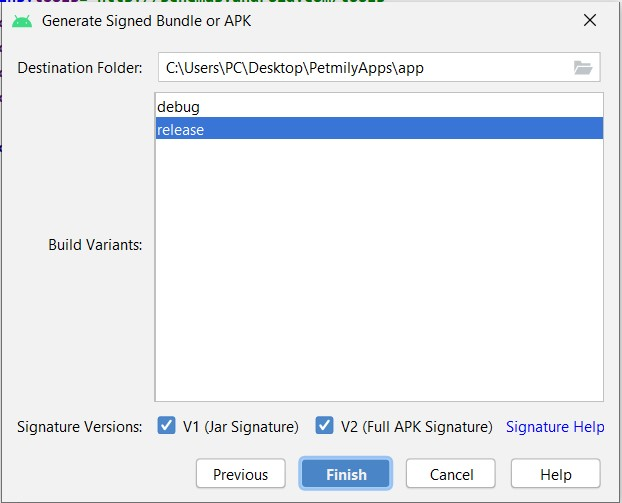 Generate Signed Bundle or APK
Destination Folder: C:\Users\PC\Desktop\PetmilyApps\app
debug
release
Build Variants:
Signature Versions: V1 (Jar Signature) V2 (Full APK Signature) Signature Help
Previous Finish Cancel Help